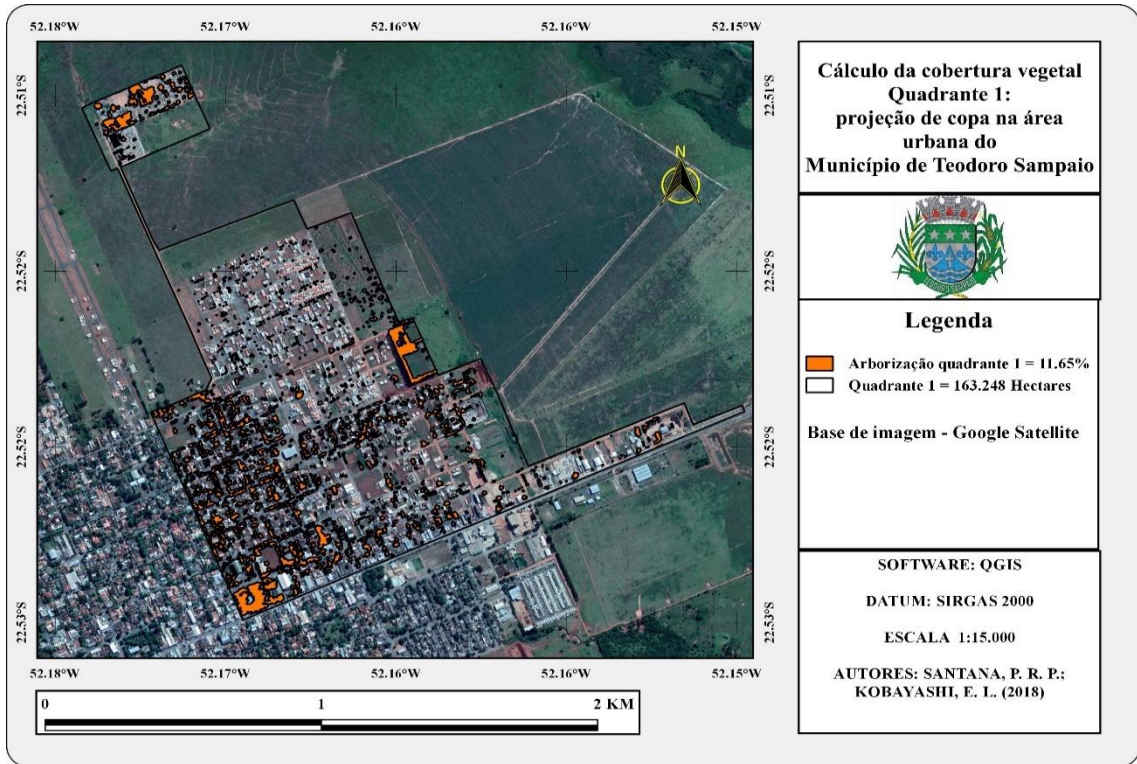 52.18°W 52.17°W 52.16°W 52.16°W 52.15°W
22.51°S 22.51°S
22.52°S 22.52°S
22.52°S 22.52°S
22.53°S 22.53°S
N
52.18°W 52.17°W 52.16°W 52.16°W 52.15°W
0 1 2 KM
Cálculo da cobertura vegetal
Quadrante 1:
projeção de copa na área
urbana do
Município de Teodoro Sampaio
TEODORO SAMPAIO
Legenda
Arborização quadrante 1 = 11.65%
Quadrante 1 = 163.248 Hectares
Base de imagem - Google Satellite
SOFTWARE: QGIS
DATUM: SIRGAS 2000
ESCALA 1:15.000
AUTORES: SANTANA, P. R. P.;
KOBAYASHI, E. L. (2018)